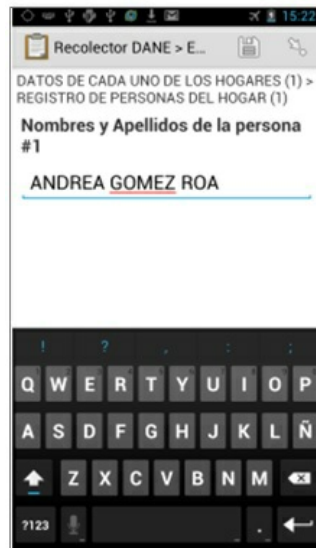 15:22
Recolector DANE > E...
DATOS DE CADA UNO DE LOS HOGARES (1) >
REGISTRO DE PERSONAS DEL HOGAR (1)
Nombres y Apellidos de la persona
#1
ANDREA GOMEZ ROA
! ? , : ;
Q W E R T Y U I O P
A S D F G H J K L Ñ
Z X C V B N M
?123 .